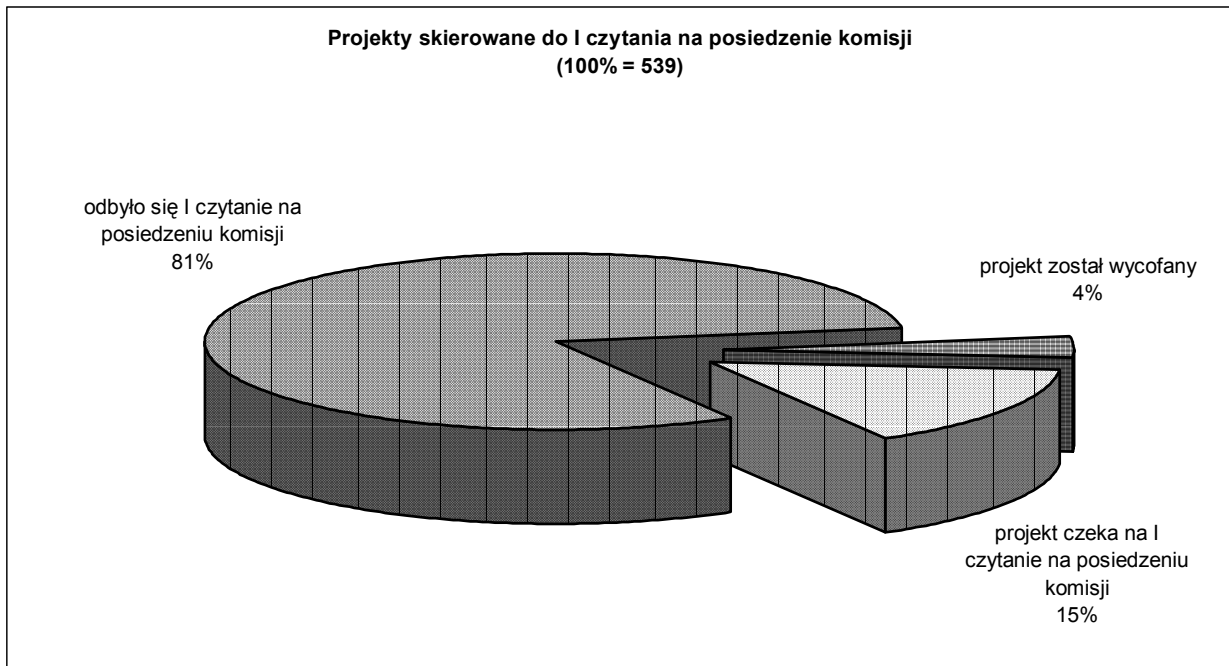 Projekty skierowane do I czytania na posiedzenie komisji
(100% = 539)
odbyło się I czytanie na
posiedzeniu komisji
81%
projekt został wycofany
4%
projekt czeka na I
czytanie na posiedzeniu
komisji
15%